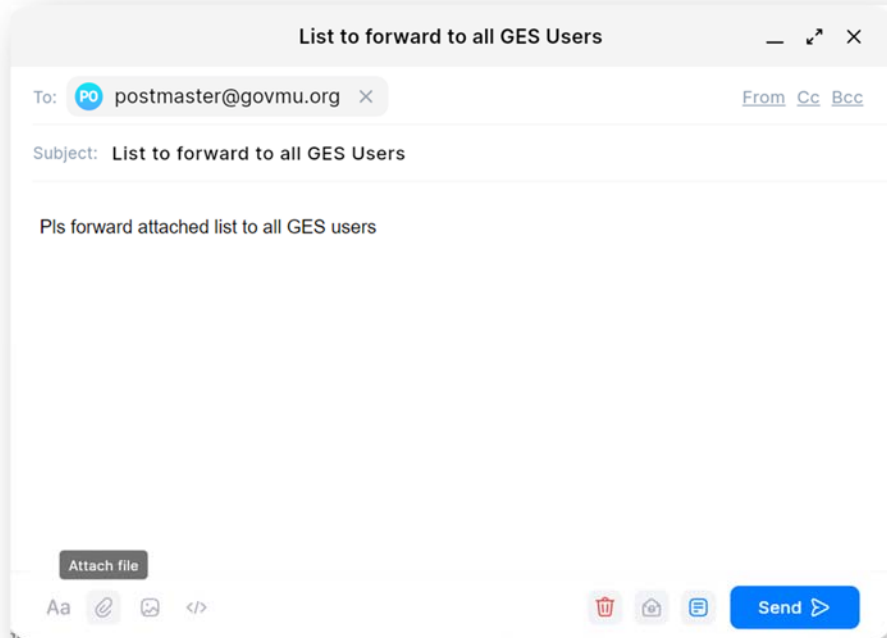 List to forward to all GES Users
To: PO postmaster@govmu.org From Cc Bcc
Subject: List to forward to all GES Users
Pls forward attached list to all GES users
Attach file
Aa </> Send